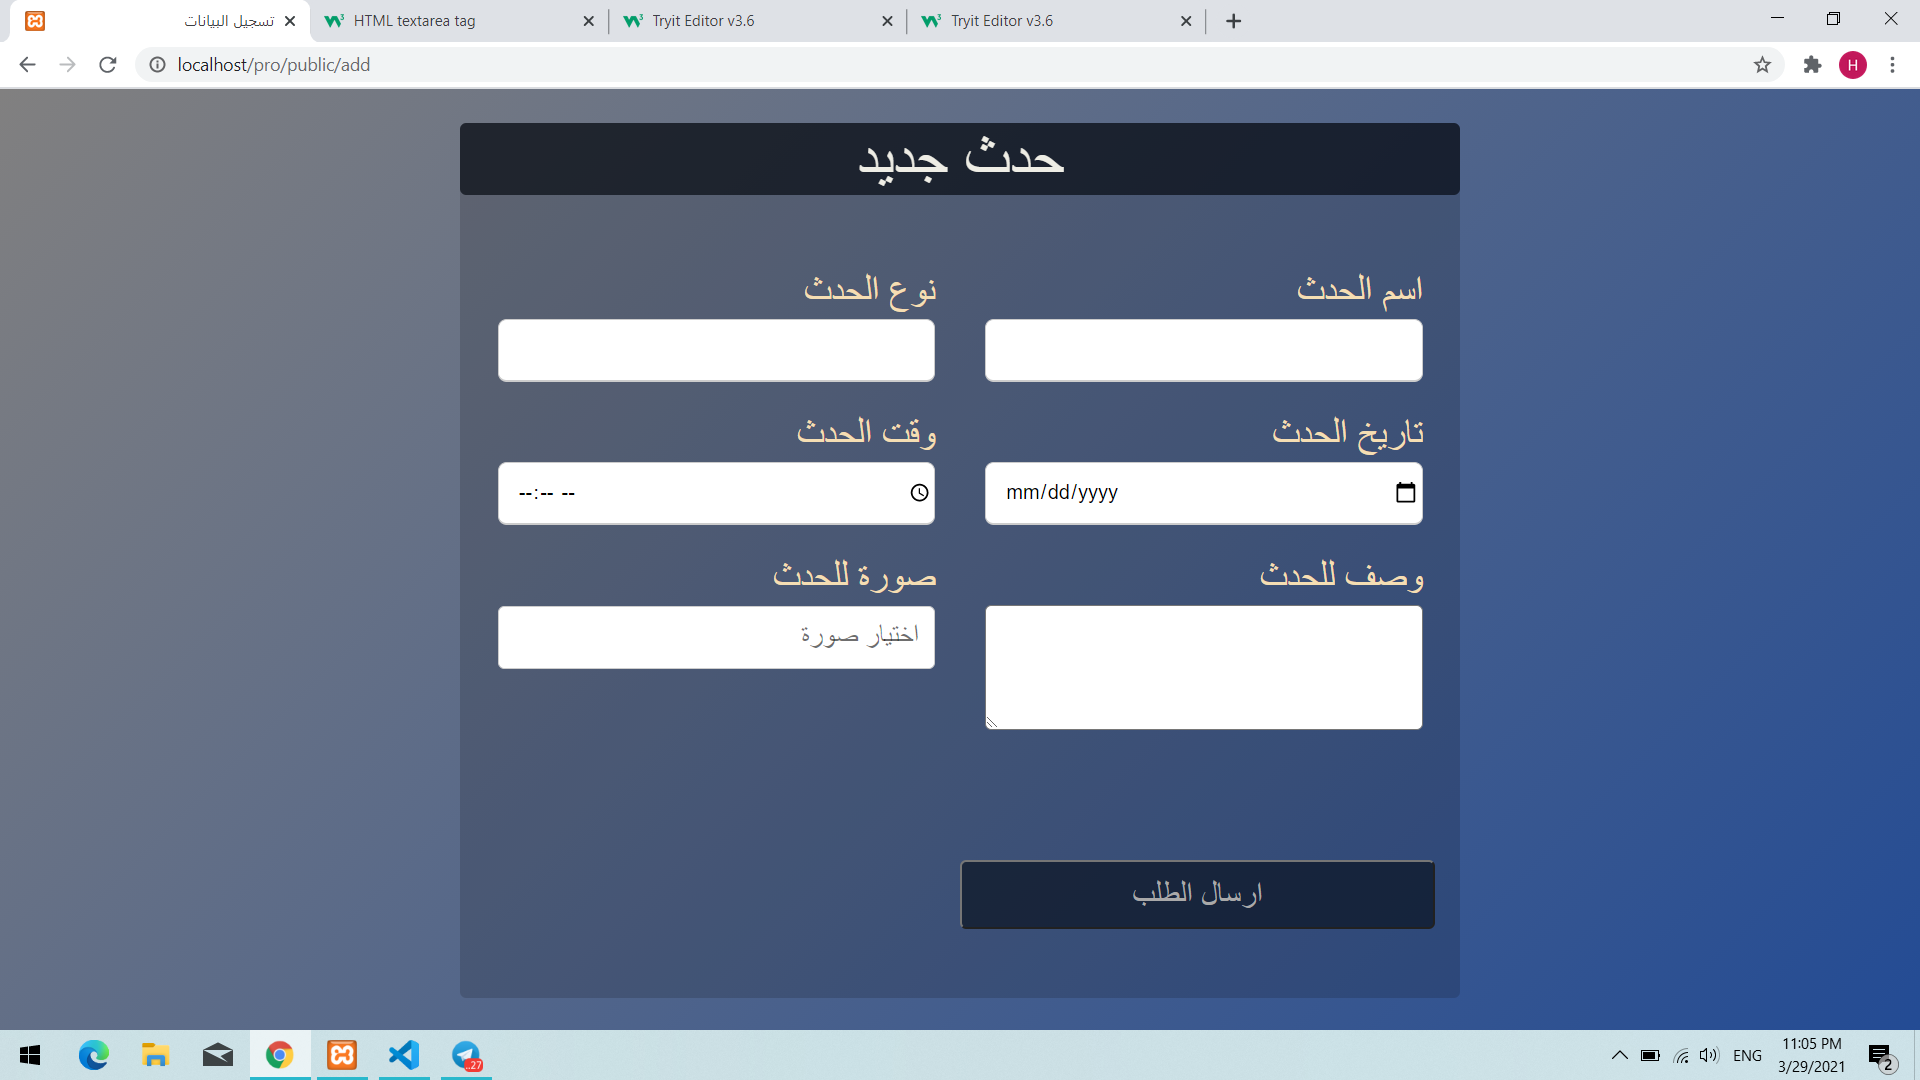 تسجيل البيانات
HTML textarea tag
Tryit Editor v3.6
Tryit Editor v3.6
localhost/pro/public/add
H
حدث جديد
اسم الحدث
نوع الحدث
تاريخ الحدث
وقت الحدث
mm/dd/yyyy
--:-- --
وصف للحدث
صورة للحدث
اختيار صورة
ارسال الطلب
..27
ENG
11:05 PM
3/29/2021
2